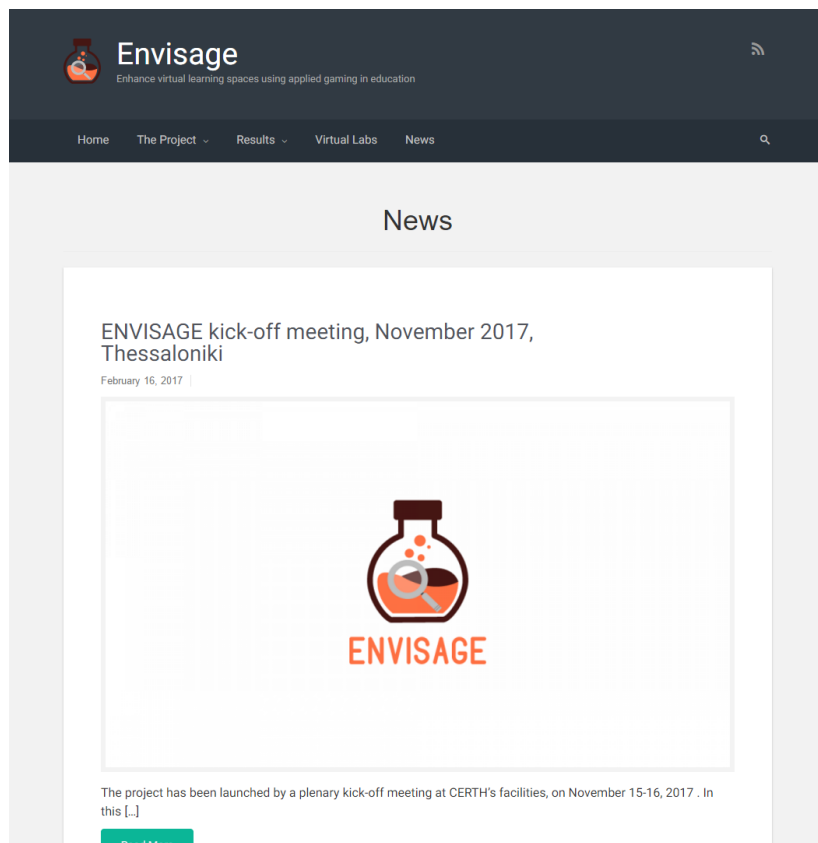 Envisage
Enhance virtual learning spaces using applied gaming in education
Home The Project Results Virtual Labs News
News
ENVISAGE kick-off meeting, November 2017,
Thessaloniki
February 16, 2017
ENVISAGE
The project has been launched by a plenary kick-off meeting at CERTH's facilities, on November 15-16, 2017 . In
this [...]